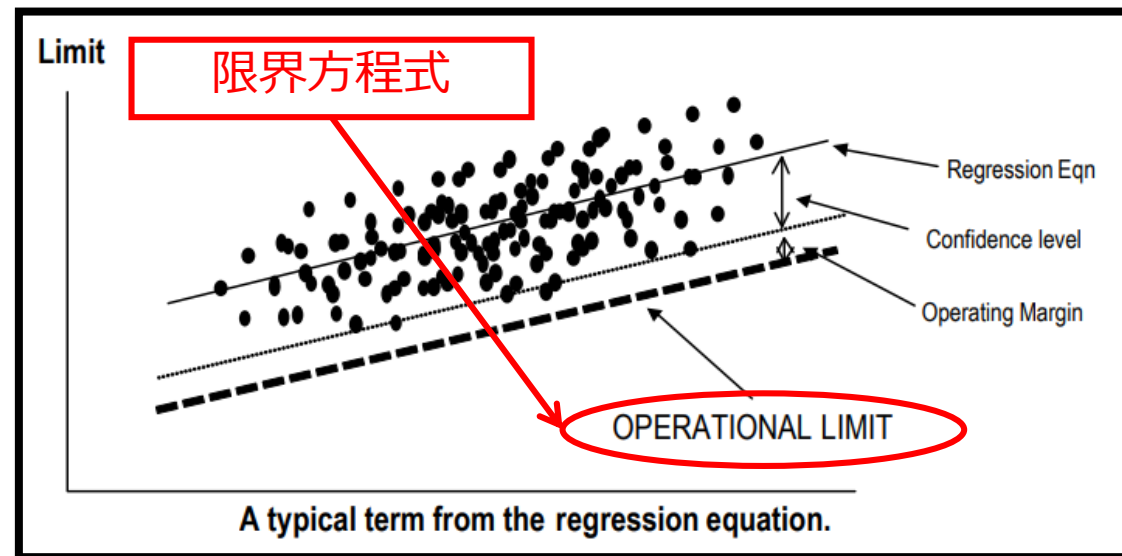 Limit
限界方程式
Regression Eqn
Confidence level
Operating Margin
OPERATIONAL LIMIT
A typical term from the regression equation.